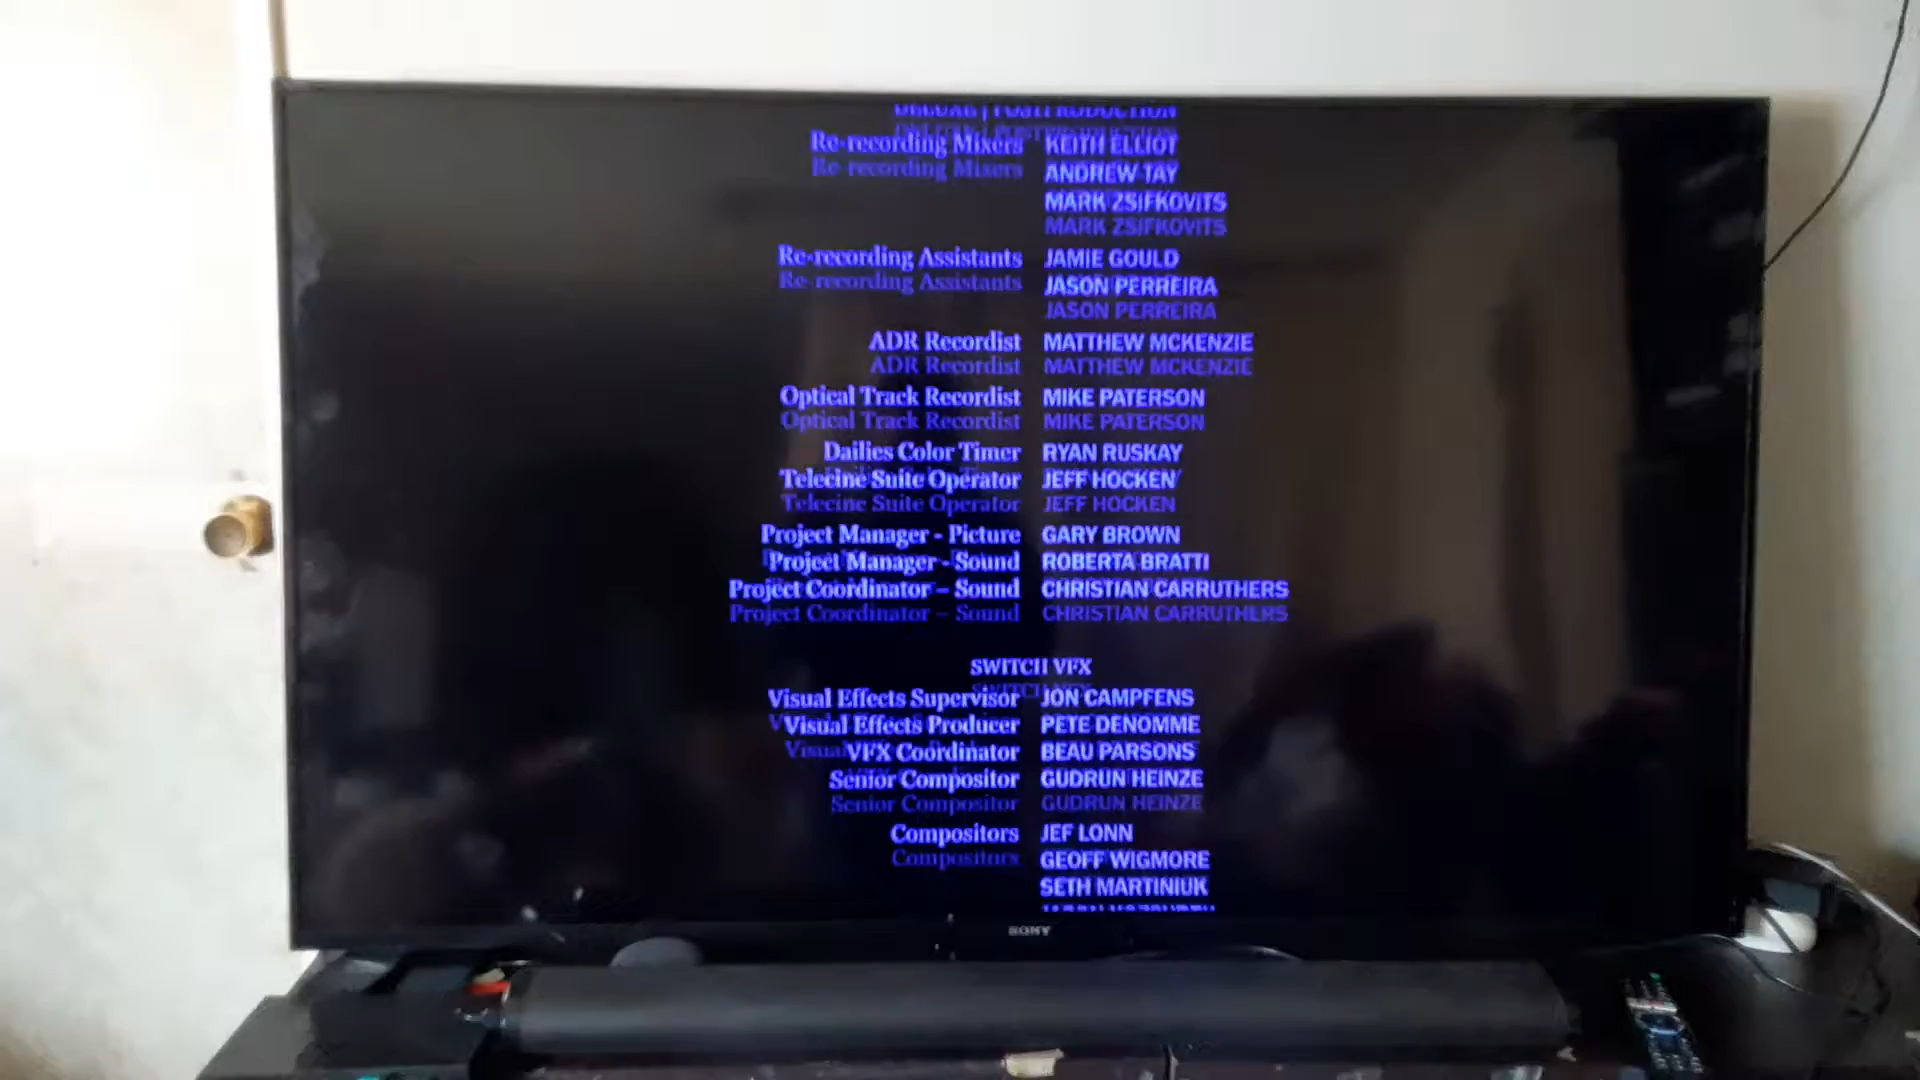 Re-recording Mixers KEITH ELLIOT
ANDREW TAY
MARK ZSIFKOVITS
Re-recording Assistants JAMIE GOULD
JASON PERREIRA
ADR Recordist MATTHEW MCKENZIE
Optical Track Recordist MIKE PATERSON
Dailies Color Timer RYAN RUSKAY
Telecine Suite Operator JEFF HOCKEN
Project Manager - Picture GARY BROWN
Project Manager - Sound ROBERTA BRATTI
Project Coordinator – Sound CHRISTIAN CARRUTHERS
SWITCH VFX
Visual Effects Supervisor JON CAMPFENS
Visual Effects Producer PETE DENOMME
VFX Coordinator BEAU PARSONS
Senior Compositor GUDRUN HEINZE
Compositors JEF LONN
GEOFF WIGMORE
SETH MARTINIUK
SONY